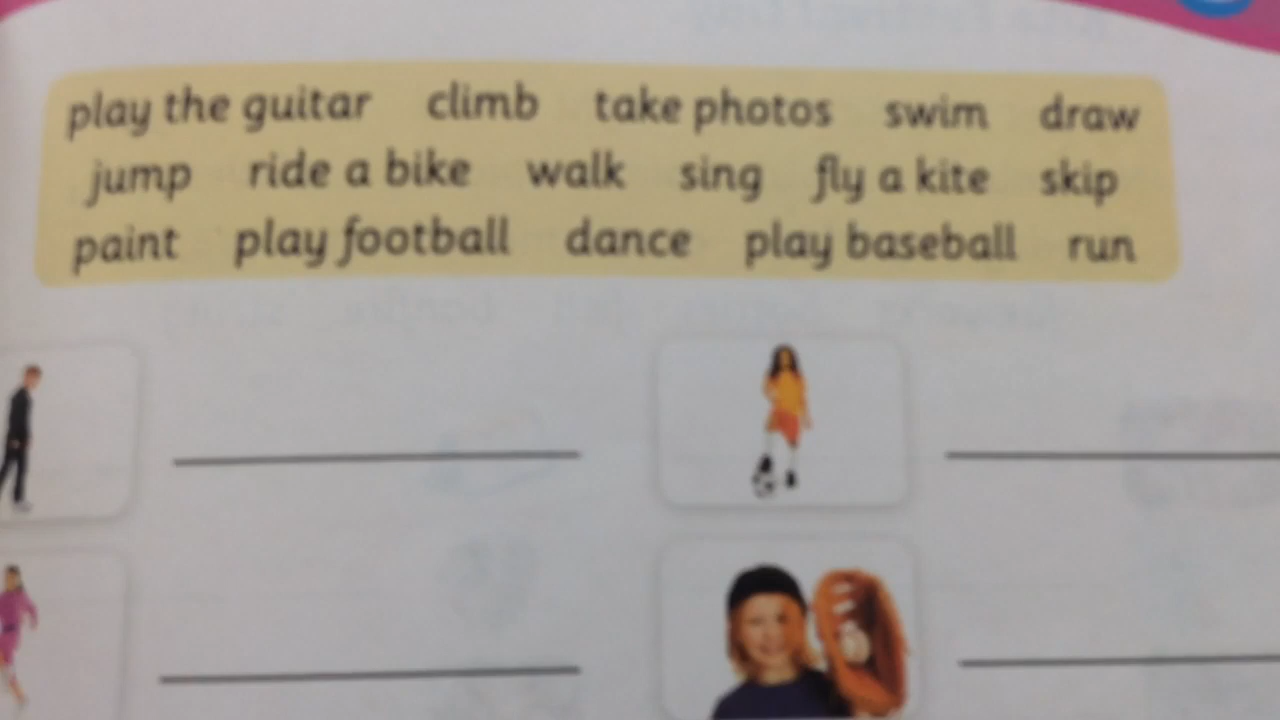 play the guitar climb take photos swim draw
jump ride a bike walk sing fly a kite skip
paint play football dance play baseball run